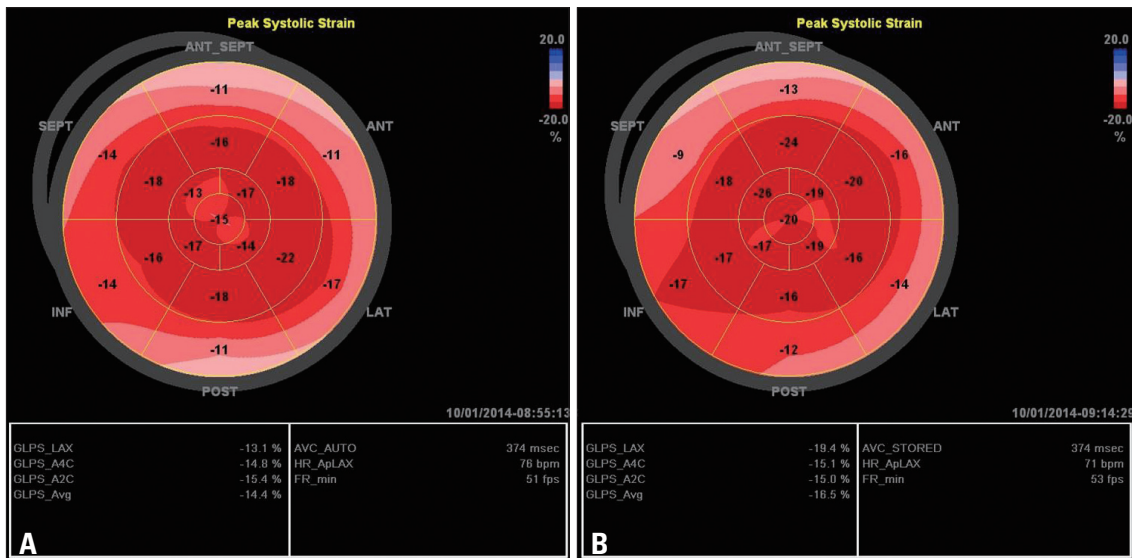 Peak Systolic Strain
20.0
ANT_SEPT
-11
-20.0
%
SEPT
ANT
-14
-16
-11
-18
-18
-13
-17
-15
-17
-14
-16
-22
-14
-18
-17
INF
LAT
-11
POST
10/01/2014-08:55:13
GLPS_LAX -13.1 %
GLPS_A4C -14.8 %
GLPS_A2C -15.4 %
GLPS_Avg -14.4 %
AVC_AUTO 374 msec
HR_ApLAX 76 bpm
FR_min 51 fps
A
Peak Systolic Strain
20.0
ANT_SEPT
-13
-20.0
%
SEPT
ANT
-24
-9
-16
-18
-20
-26
-19
-20
-17
-19
-17
-16
-17
-16
-14
INF
LAT
-12
POST
10/01/2014-09:14:29
GLPS_LAX -19.4 %
GLPS_A4C -15.1 %
GLPS_A2C -15.0 %
GLPS_Avg -16.5 %
AVC_STORED 374 msec
HR_ApLAX 71 bpm
FR_min 53 fps
B